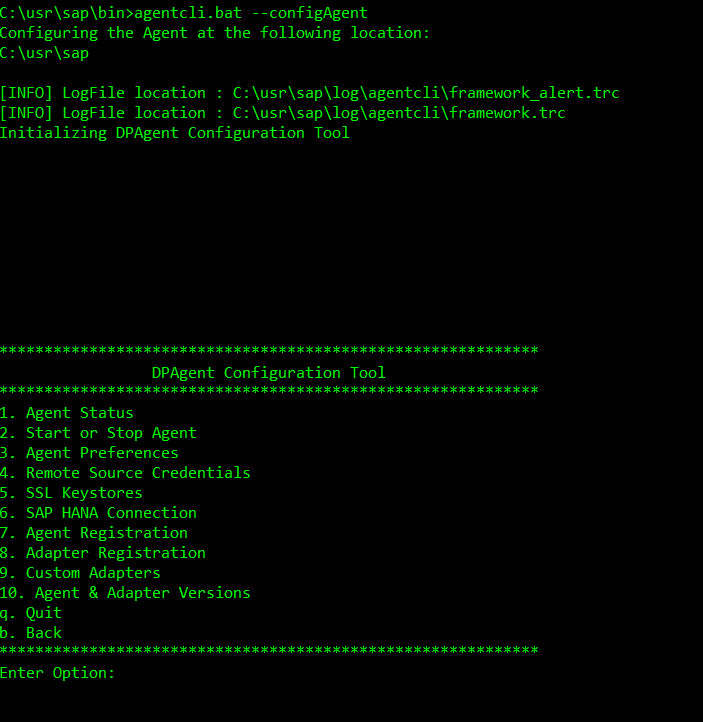 C:\usr\sap\bin>agentcli.bat --configAgent
Configuring the Agent at the following location:
C:\usr\sap
[INFO] LogFile location : C:\usr\sap\log\agentcli\framework_alert.trc
[INFO] LogFile location : C:\usr\sap\log\agentcli\framework.trc
Initializing DPAgent Configuration Tool
************************************************************
DPAgent Configuration Tool
************************************************************
1. Agent Status
2. Start or Stop Agent
3. Agent Preferences
4. Remote Source Credentials
5. SSL Keystores
6. SAP HANA Connection
7. Agent Registration
8. Adapter Registration
9. Custom Adapters
10. Agent & Adapter Versions
q. Quit
b. Back
************************************************************
Enter Option: